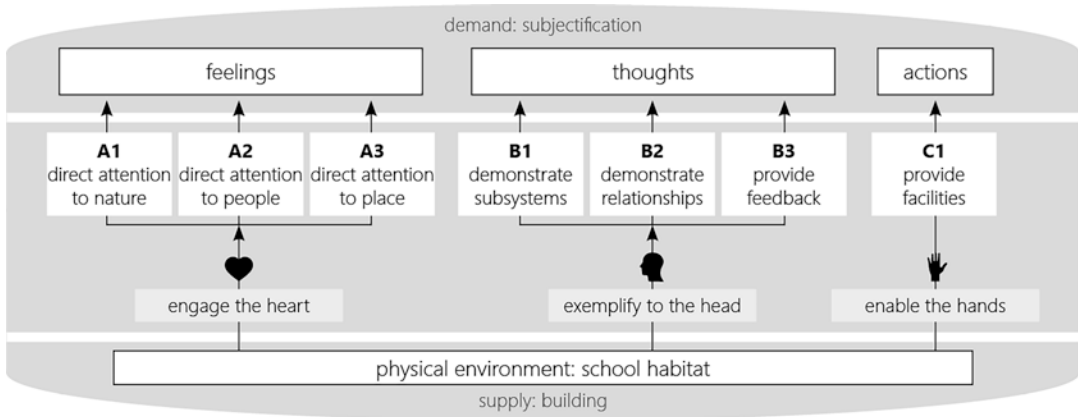 demand: subjectification
feelings
thoughts
actions
A1
direct attention
to nature
A2
direct attention
to people
A3
direct attention
to place
B1
demonstrate
subsystems
B2
demonstrate
relationships
B3
provide
feedback
C1
provide
facilities
engage the heart
exemplify to the head
enable the hands
physical environment: school habitat
supply: building